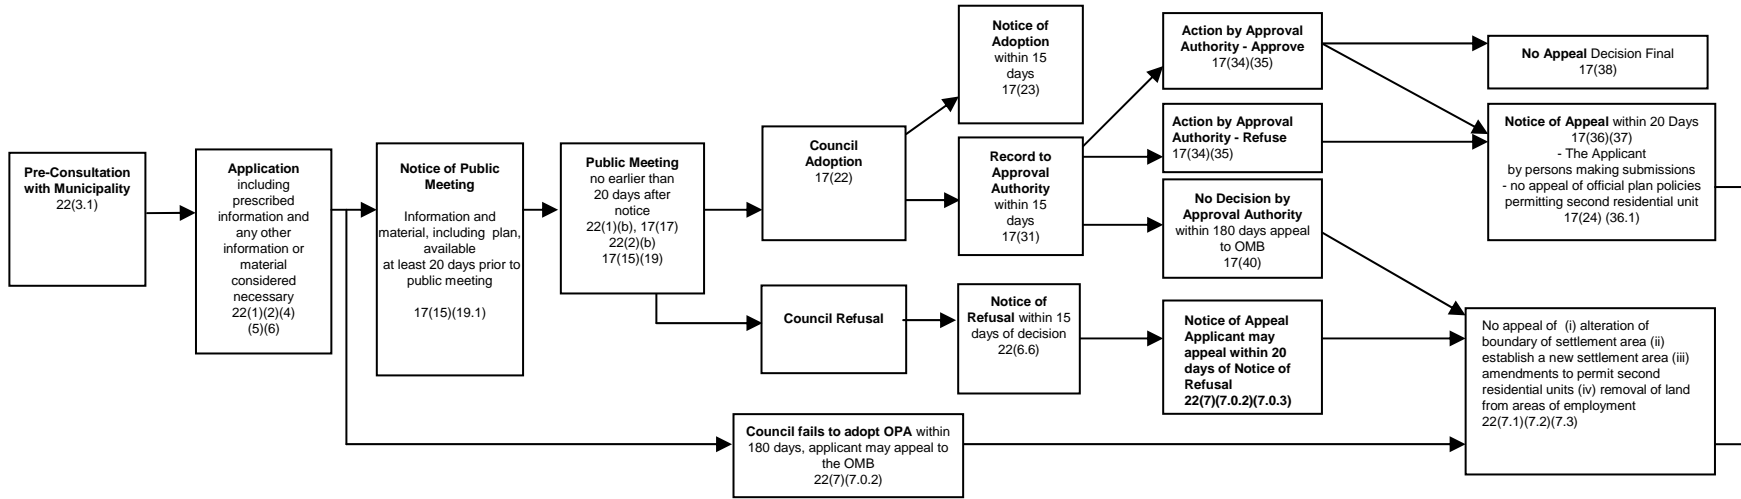 Pre-Consultation
with Municipality
22(3.1)
Application
including
prescribed
information and
any other
information or
material
considered
necessary
22(1)(2)(4)
(5)(6)
Notice of Public
Meeting
Information and
material, including plan,
available
at least 20 days prior to
public meeting
17(15)(19.1)
Public Meeting
no earlier than
20 days after
notice
22(1)(b), 17(17)
22(2)(b)
17(15)(19)
Council
Adoption
17(22)
Council Refusal
Council fails to adopt OPA within
180 days, applicant may appeal to
the OMB
22(7)(7.0.2)
Notice of
Adoption
within 15
days
17(23)
Record to
Approval
Authority
within 15
days
17(31)
Notice of
Refusal within 15
days of decision
22(6.6)
Action by Approval
Authority - Approve
17(34)(35)
Action by Approval
Authority - Refuse
17(34)(35)
No Decision by
Approval Authority
within 180 days appeal
to OMB
17(40)
Notice of Appeal
Applicant may
appeal within 20
days of Notice of
Refusal
22(7)(7.0.2)(7.0.3)
No Appeal Decision Final
17(38)
Notice of Appeal within 20 Days
17(36)(37)
- The Applicant
by persons making submissions
- no appeal of official plan policies
permitting second residential unit
17(24) (36.1)
No appeal of (i) alteration of
boundary of settlement area (ii)
establish a new settlement area (iii)
amendments to permit second
residential units (iv) removal of land
from areas of employment
22(7.1)(7.2)(7.3)